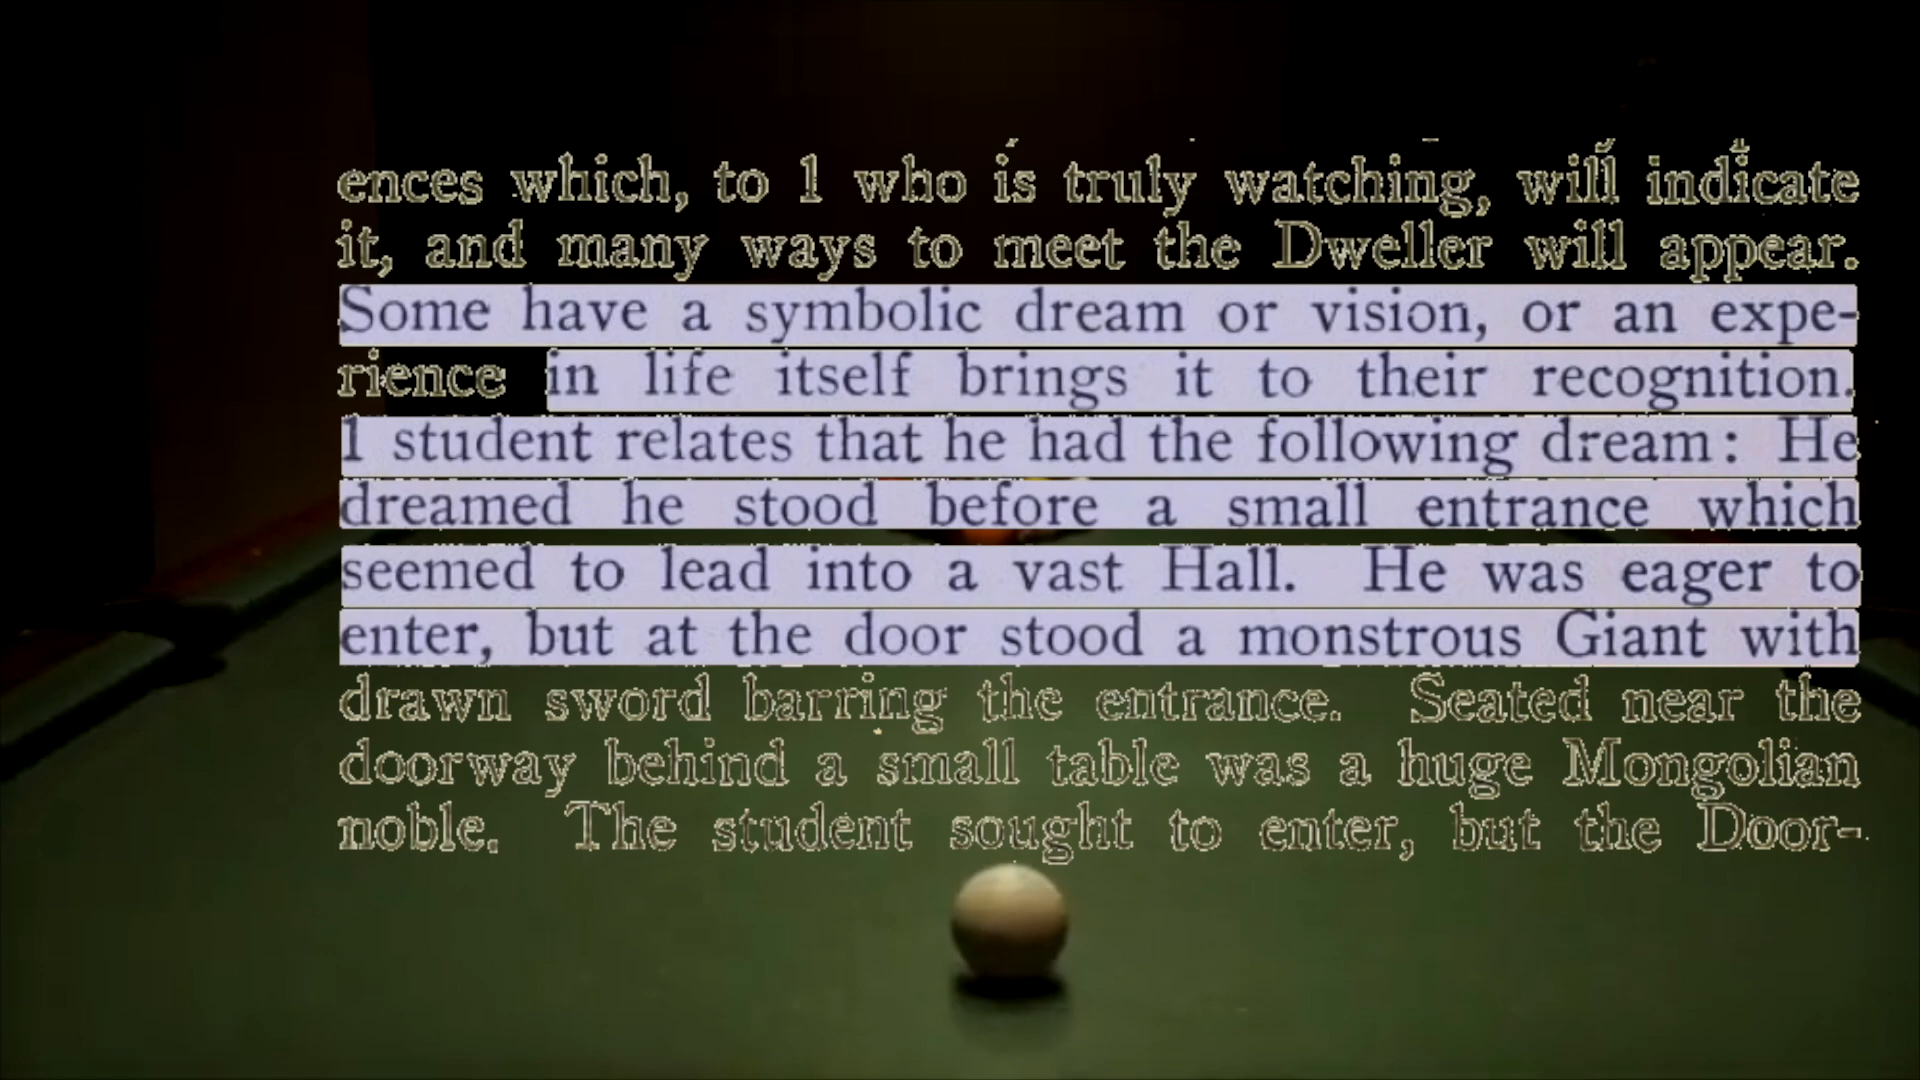 ences which, to 1 who is truly watching, will indicate
it, and many ways to meet the Dweller will appear.
Some have a symbolic dream or vision, or an expe-
rience in life itself brings it to their recognition.
1 student relates that he had the following dream: He
dreamed he stood before a small entrance which
seemed to lead into a vast Hall. He was eager to
enter, but at the door stood a monstrous Giant with
drawn sword barring the entrance. Seated near the
doorway behind a small table was a huge Mongolian
noble. The student sought to enter, but the Door-